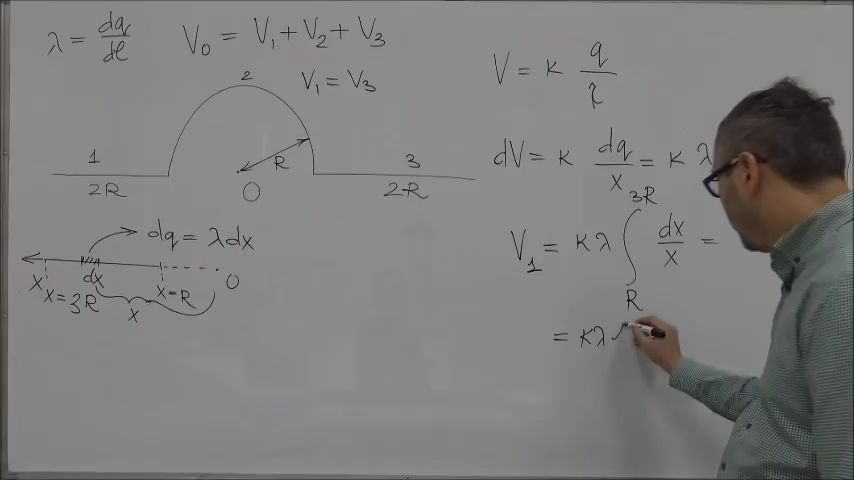 λ = dq/dl
V₀ = V₁ + V₂ + V₃
V₁ = V₃
2
1
2R
R
O
3
2R
dq = λdx
x
x = 3R
dx
x = R
O
x
V = K q/r
dV = K dq/x = K λ
V₁ = Kλ ∫_R^{3R} dx/x =
= Kλ